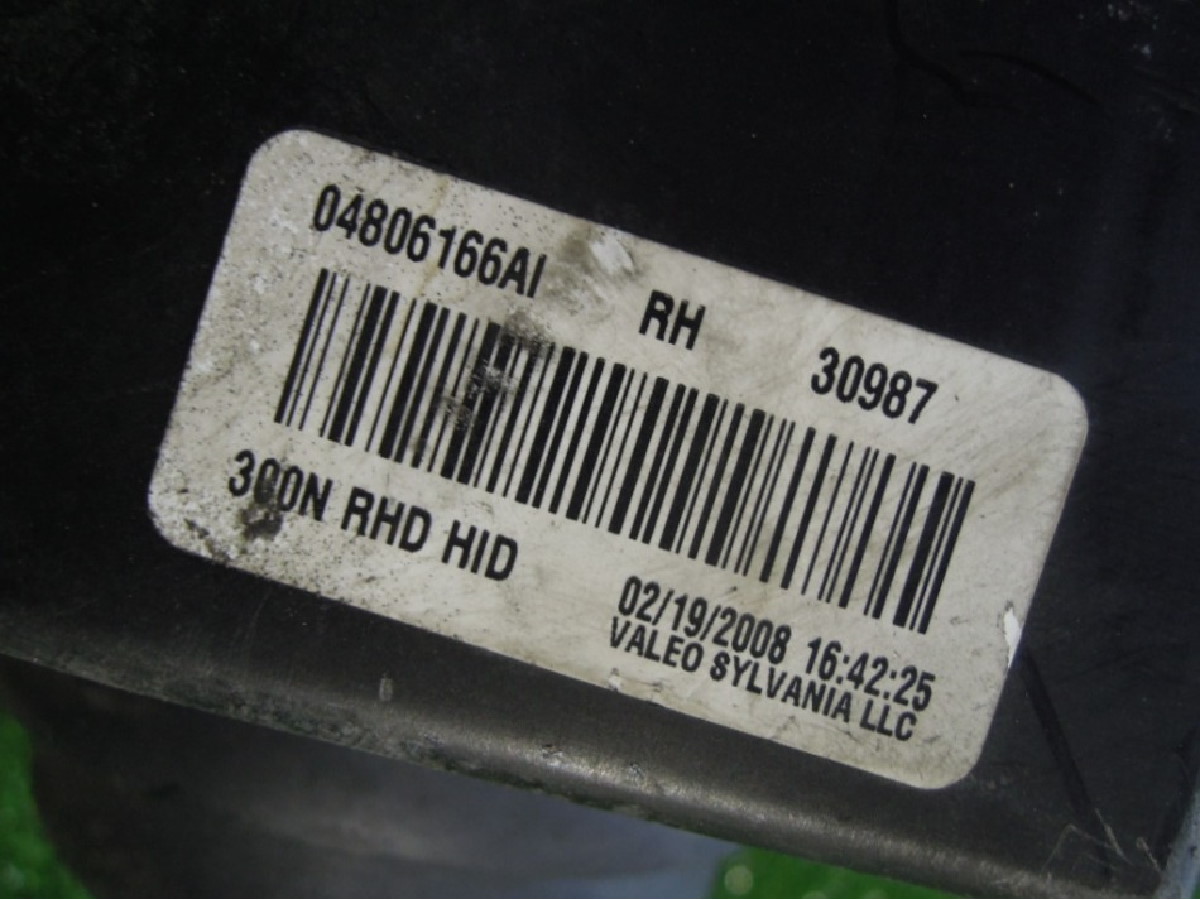 04806166AI RH 30987
300N RHD HID
02/19/2008 16:42:25
VALEO SYLVANIA LLC